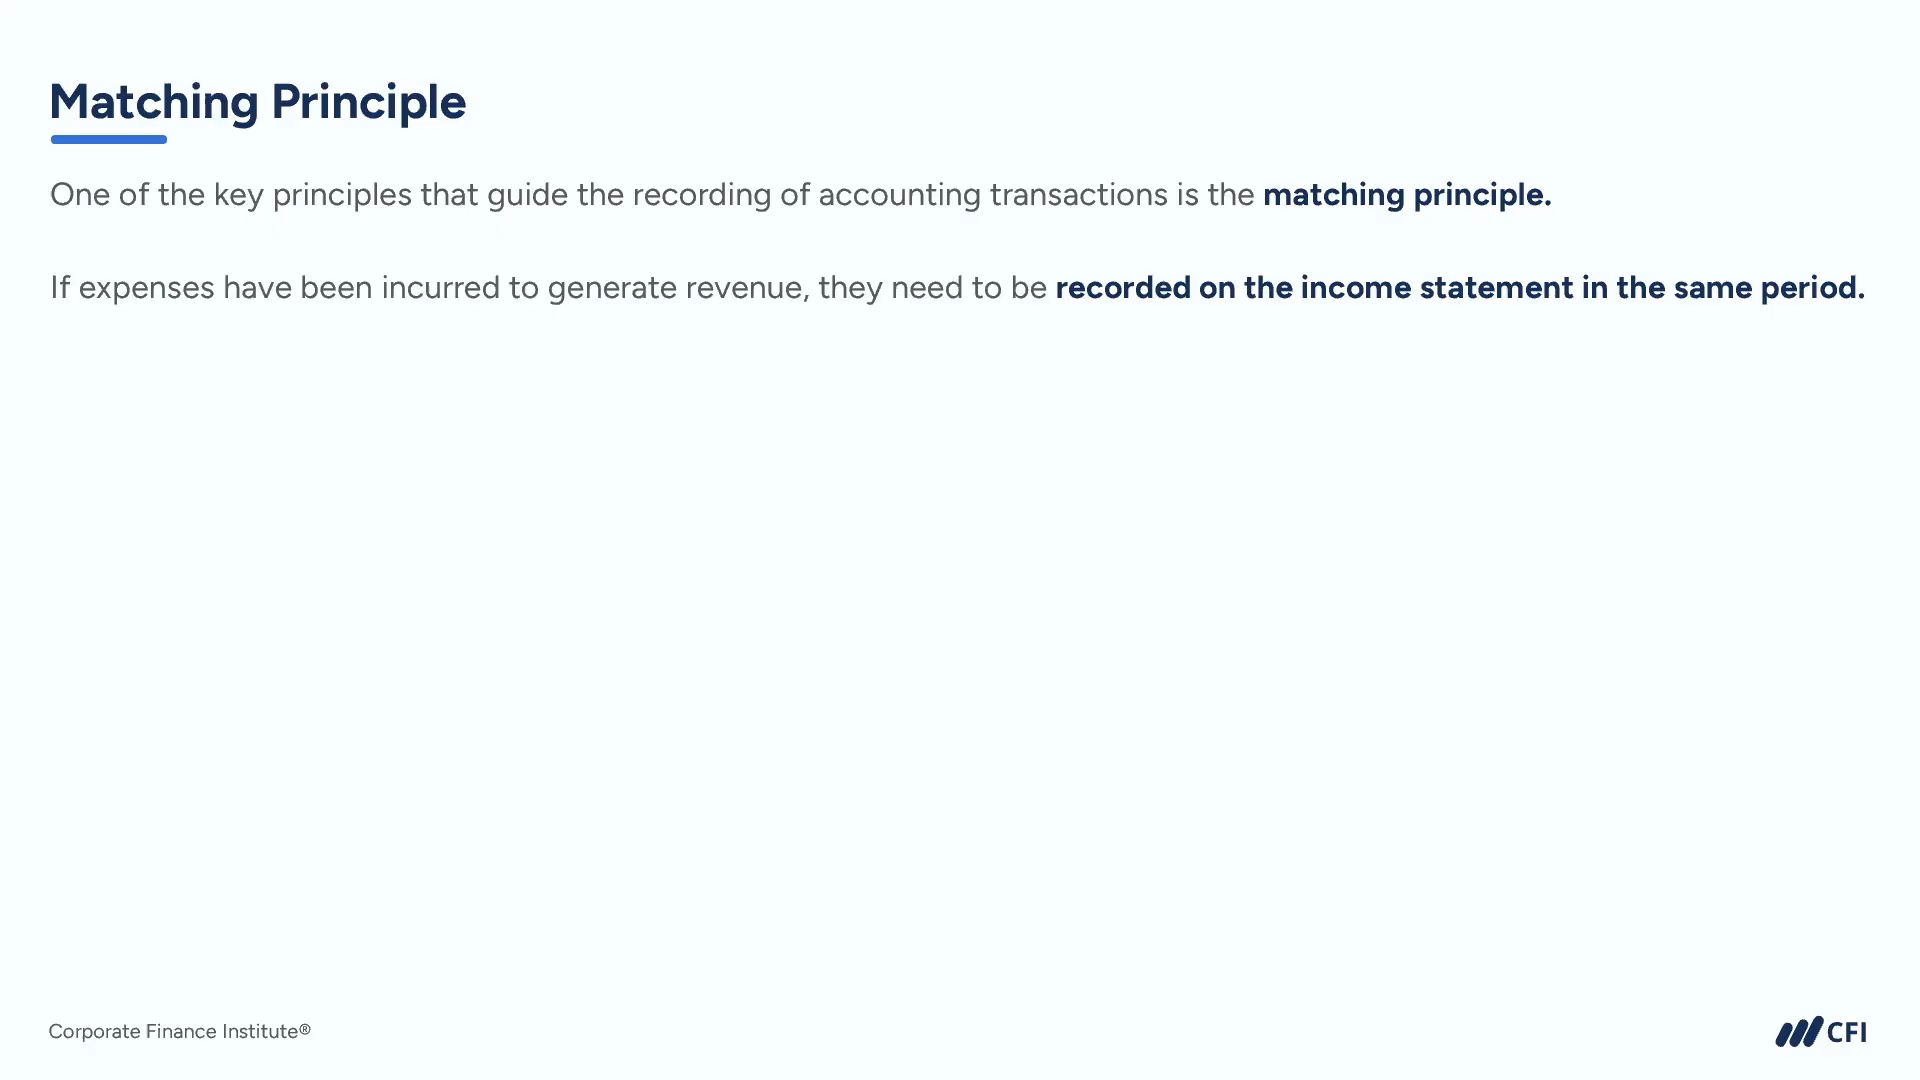 Matching Principle
One of the key principles that guide the recording of accounting transactions is the matching principle.
If expenses have been incurred to generate revenue, they need to be recorded on the income statement in the same period.
Corporate Finance Institute®
CFI